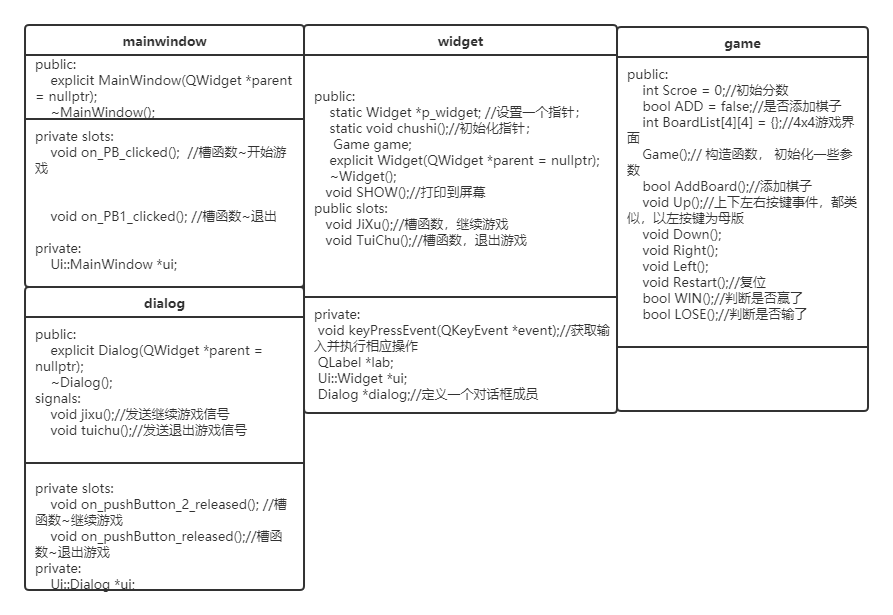 mainwindow
public:
explicit MainWindow(QWidget *parent
= nullptr);
~MainWindow();
private slots:
void on_PB_clicked();  //槽函数~开始游
戏
void on_PB1_clicked(); //槽函数~退出
private:
Ui::MainWindow *ui;
dialog
public:
explicit Dialog(QWidget *parent =
nullptr);
~Dialog();
signals:
void jixu();//发送继续游戏信号
void tuichu();//发送退出游戏信号
private slots:
void on_pushButton_2_released(); //槽
函数~继续游戏
void on_pushButton_released();//槽函
数~退出游戏
private:
Ui::Dialog *ui;
widget
public:
static Widget *p_widget; //设置一个指针；
static void chushi();//初始化指针；
Game game;
explicit Widget(QWidget *parent = nullptr);
~Widget();
void SHOW();//打印到屏幕
public slots:
void JiXu();//槽函数，继续游戏
void TuiChu();//槽函数，退出游戏
private:
void keyPressEvent(QKeyEvent *event);//获取输
入并执行相应操作
QLabel *lab;
Ui::Widget *ui;
Dialog *dialog;//定义一个对话框成员
game
public:
int Scroe = 0;//初始分数
bool ADD = false;//是否添加棋子
int BoardList[4][4] = {};//4x4游戏界
面
Game();// 构造函数， 初始化一些参
数
bool AddBoard();//添加棋子
void Up();//上下左右按键事件，都类
似，以左按键为母版
void Down();
void Right();
void Left();
void Restart();//复位
bool WIN();//判断是否赢了
bool LOSE();//判断是否输了